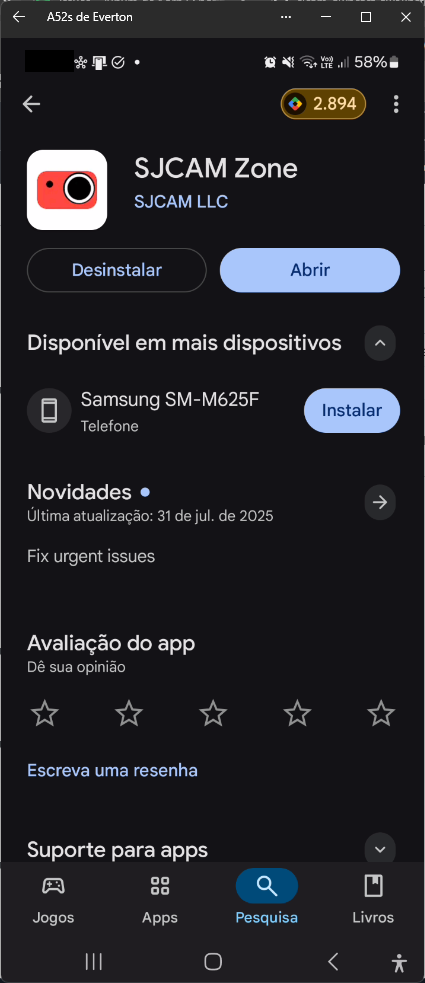 A52s de Everton
Vo))
LTE
58%
2.894
SJCAM Zone
SJCAM LLC
Desinstalar
Abrir
Disponível em mais dispositivos
Samsung SM-M625F
Telefone
Instalar
Novidades
Última atualização: 31 de jul. de 2025
Fix urgent issues
Avaliação do app
Dê sua opinião
Escreva uma resenha
Suporte para apps
Jogos
Apps
Pesquisa
Livros